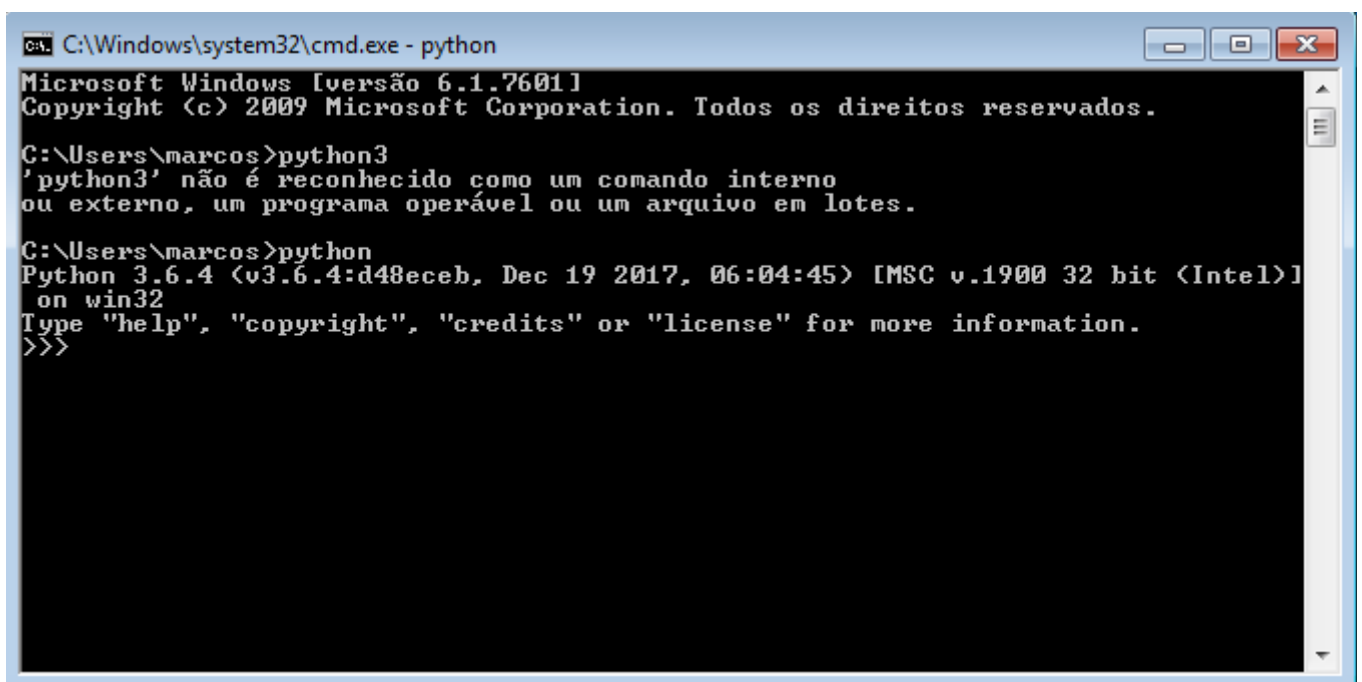 C:\Windows\system32\cmd.exe - python
Microsoft Windows [versão 6.1.7601]
Copyright (c) 2009 Microsoft Corporation. Todos os direitos reservados.
C:\Users\marcos>python3
'python3' não é reconhecido como um comando interno
ou externo, um programa operável ou um arquivo em lotes.
C:\Users\marcos>python
Python 3.6.4 (v3.6.4:d48eceb, Dec 19 2017, 06:04:45) [MSC v.1900 32 bit (Intel)]
on win32
Type "help", "copyright", "credits" or "license" for more information.
>>>